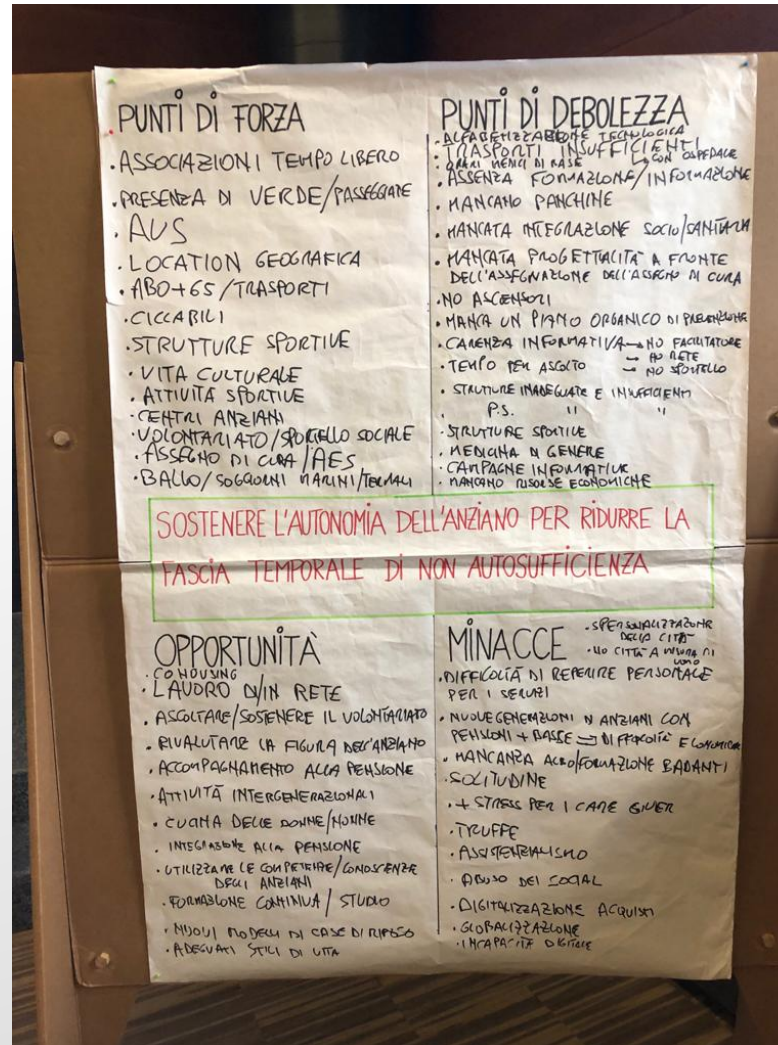 PUNTI DI FORZA
. ASSOCIAZIONI TEMPO LIBERO
. PRESENZA DI VERDE/PASSEGGIATE
. AUS
. LOCATION GEOGRAFICA
. ABO+65/TRASPORTI
. CICLABILI
. STRUTTURE SPORTIVE
. VITA CULTURALE
. ATTIVITÀ SPORTIVE
. CENTRI ANZIANI
. VOLONTARIATO/SPORTELLO SOCIALE
. ASSEGNO DI CURA/AES
. BALLO/SOGGIORNI MARINI/TERMALI
PUNTI DI DEBOLEZZA
. ALFABETIZZAZIONE TECNOLOGICA
. TRASPORTI INSUFFICIENTI
↳ CON OSPEDALE
. ORARI MEDICI DI BASE
. ASSENZA FORMAZIONE/INFORMAZIONE
. MANCANO PANCHINE
. MANCATA INTEGRAZIONE SOCIO/SANITARIA
. MANCATA PROGETTUALITÀ A FRONTE
DELL'ASSEGNAZIONE DELL'ASSEGNO DI CURA
. NO ASCENSORI
. MANCA UN PIANO ORGANICO DI PREVENZIONE
. CARENZA INFORMATIVA → NO FACILITATORE
→ NO RETE
→ NO SPORTELLO
. TEMPO PER ASCOLTO
. STRUTTURE INADEGUATE E INSUFFICIENTI
. P.S. " "
. STRUTTURE SPORTIVE
. MEDICINA DI GENERE
. CAMPAGNE INFORMATIVE
. MANCANO RISORSE ECONOMICHE
SOSTENERE L'AUTONOMIA DELL'ANZIANO PER RIDURRE LA
FASCIA TEMPORALE DI NON AUTOSUFFICIENZA
OPPORTUNITÀ
. CO HOUSING
. LAVORO DI/IN RETE
. ASCOLTARE/SOSTENERE IL VOLONTARIATO
. RIVALUTARE LA FIGURA DELL'ANZIANO
. ACCOMPAGNAMENTO ALLA PENSIONE
. ATTIVITÀ INTERGENERAZIONALI
. CUCINA DELLE DONNE/NONNE
. INTEGRAZIONE ALLA PENSIONE
. UTILIZZARE LE COMPETENZE/CONOSCENZE
DEGLI ANZIANI
. FORMAZIONE CONTINUA / STUDIO
. NUOVI MODELLI DI CASE DI RIPOSO
. ADEGUATI STILI DI VITA
MINACCE
. SPERSONALIZZAZIONE
DELLA CITTÀ
. NO CITTÀ A MISURA DI
UOMO
. DIFFICOLTÀ DI REPERIRE PERSONALE
PER I SERVIZI
. NUOVE GENERAZIONI DI ANZIANI CON
PENSIONI + BASSE ⇒ DIFFICOLTÀ ECONOMICA
. MANCANZA ALBO/FORMAZIONE BADANTI
. SOLITUDINE
. + STRESS PER I CARE GIVER
. TRUFFE
. ASSISTENZIALISMO
. ABUSO DEI SOCIAL
. DIGITALIZZAZIONE ACQUISTI
. GLOBALIZZAZIONE
. INCAPACITÀ DIGITALE